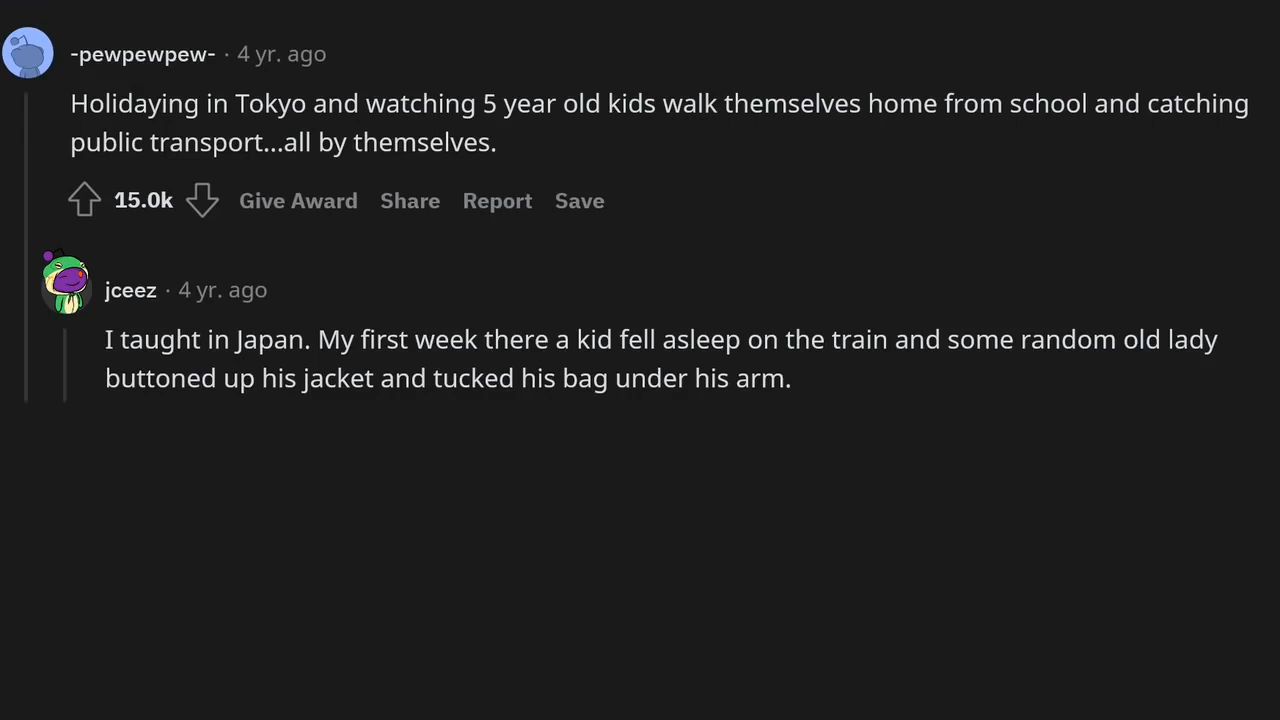 -pewpewpew- · 4 yr. ago
Holidaying in Tokyo and watching 5 year old kids walk themselves home from school and catching
public transport...all by themselves.
15.0k Give Award Share Report Save
jceez · 4 yr. ago
I taught in Japan. My first week there a kid fell asleep on the train and some random old lady
buttoned up his jacket and tucked his bag under his arm.